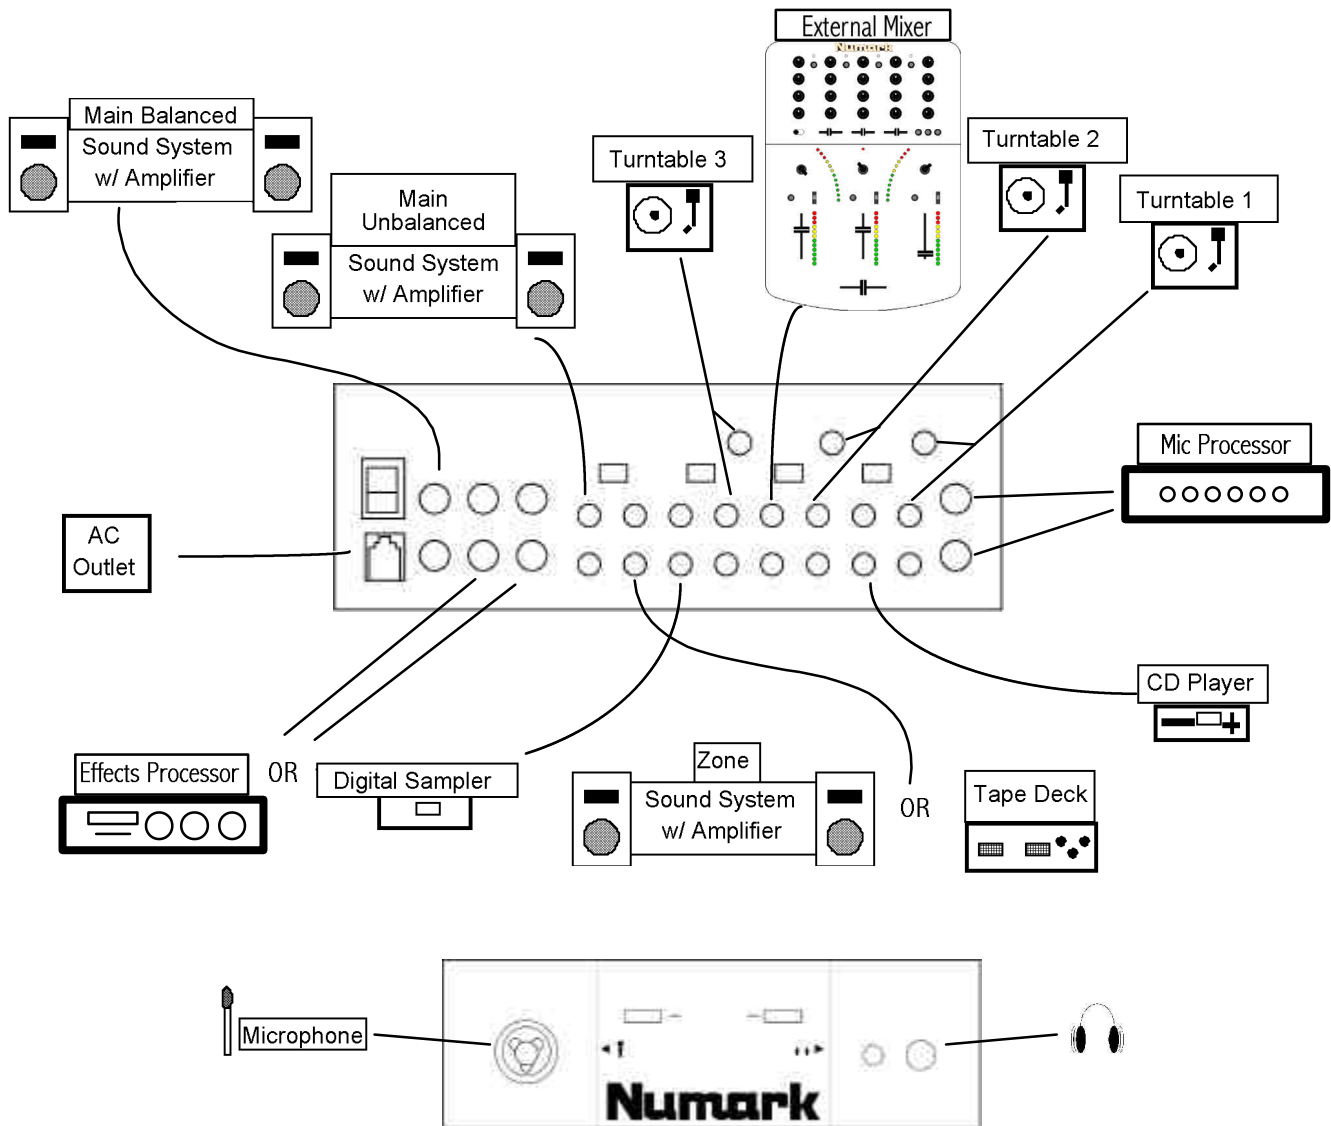 External Mixer
Numark
Main Balanced
Sound System
w/ Amplifier
Main
Unbalanced
Sound System
w/ Amplifier
Turntable 3
Turntable 2
Turntable 1
Mic Processor
AC
Outlet
CD Player
Effects Processor
OR
Digital Sampler
Zone
Sound System
w/ Amplifier
OR
Tape Deck
Microphone
Numark